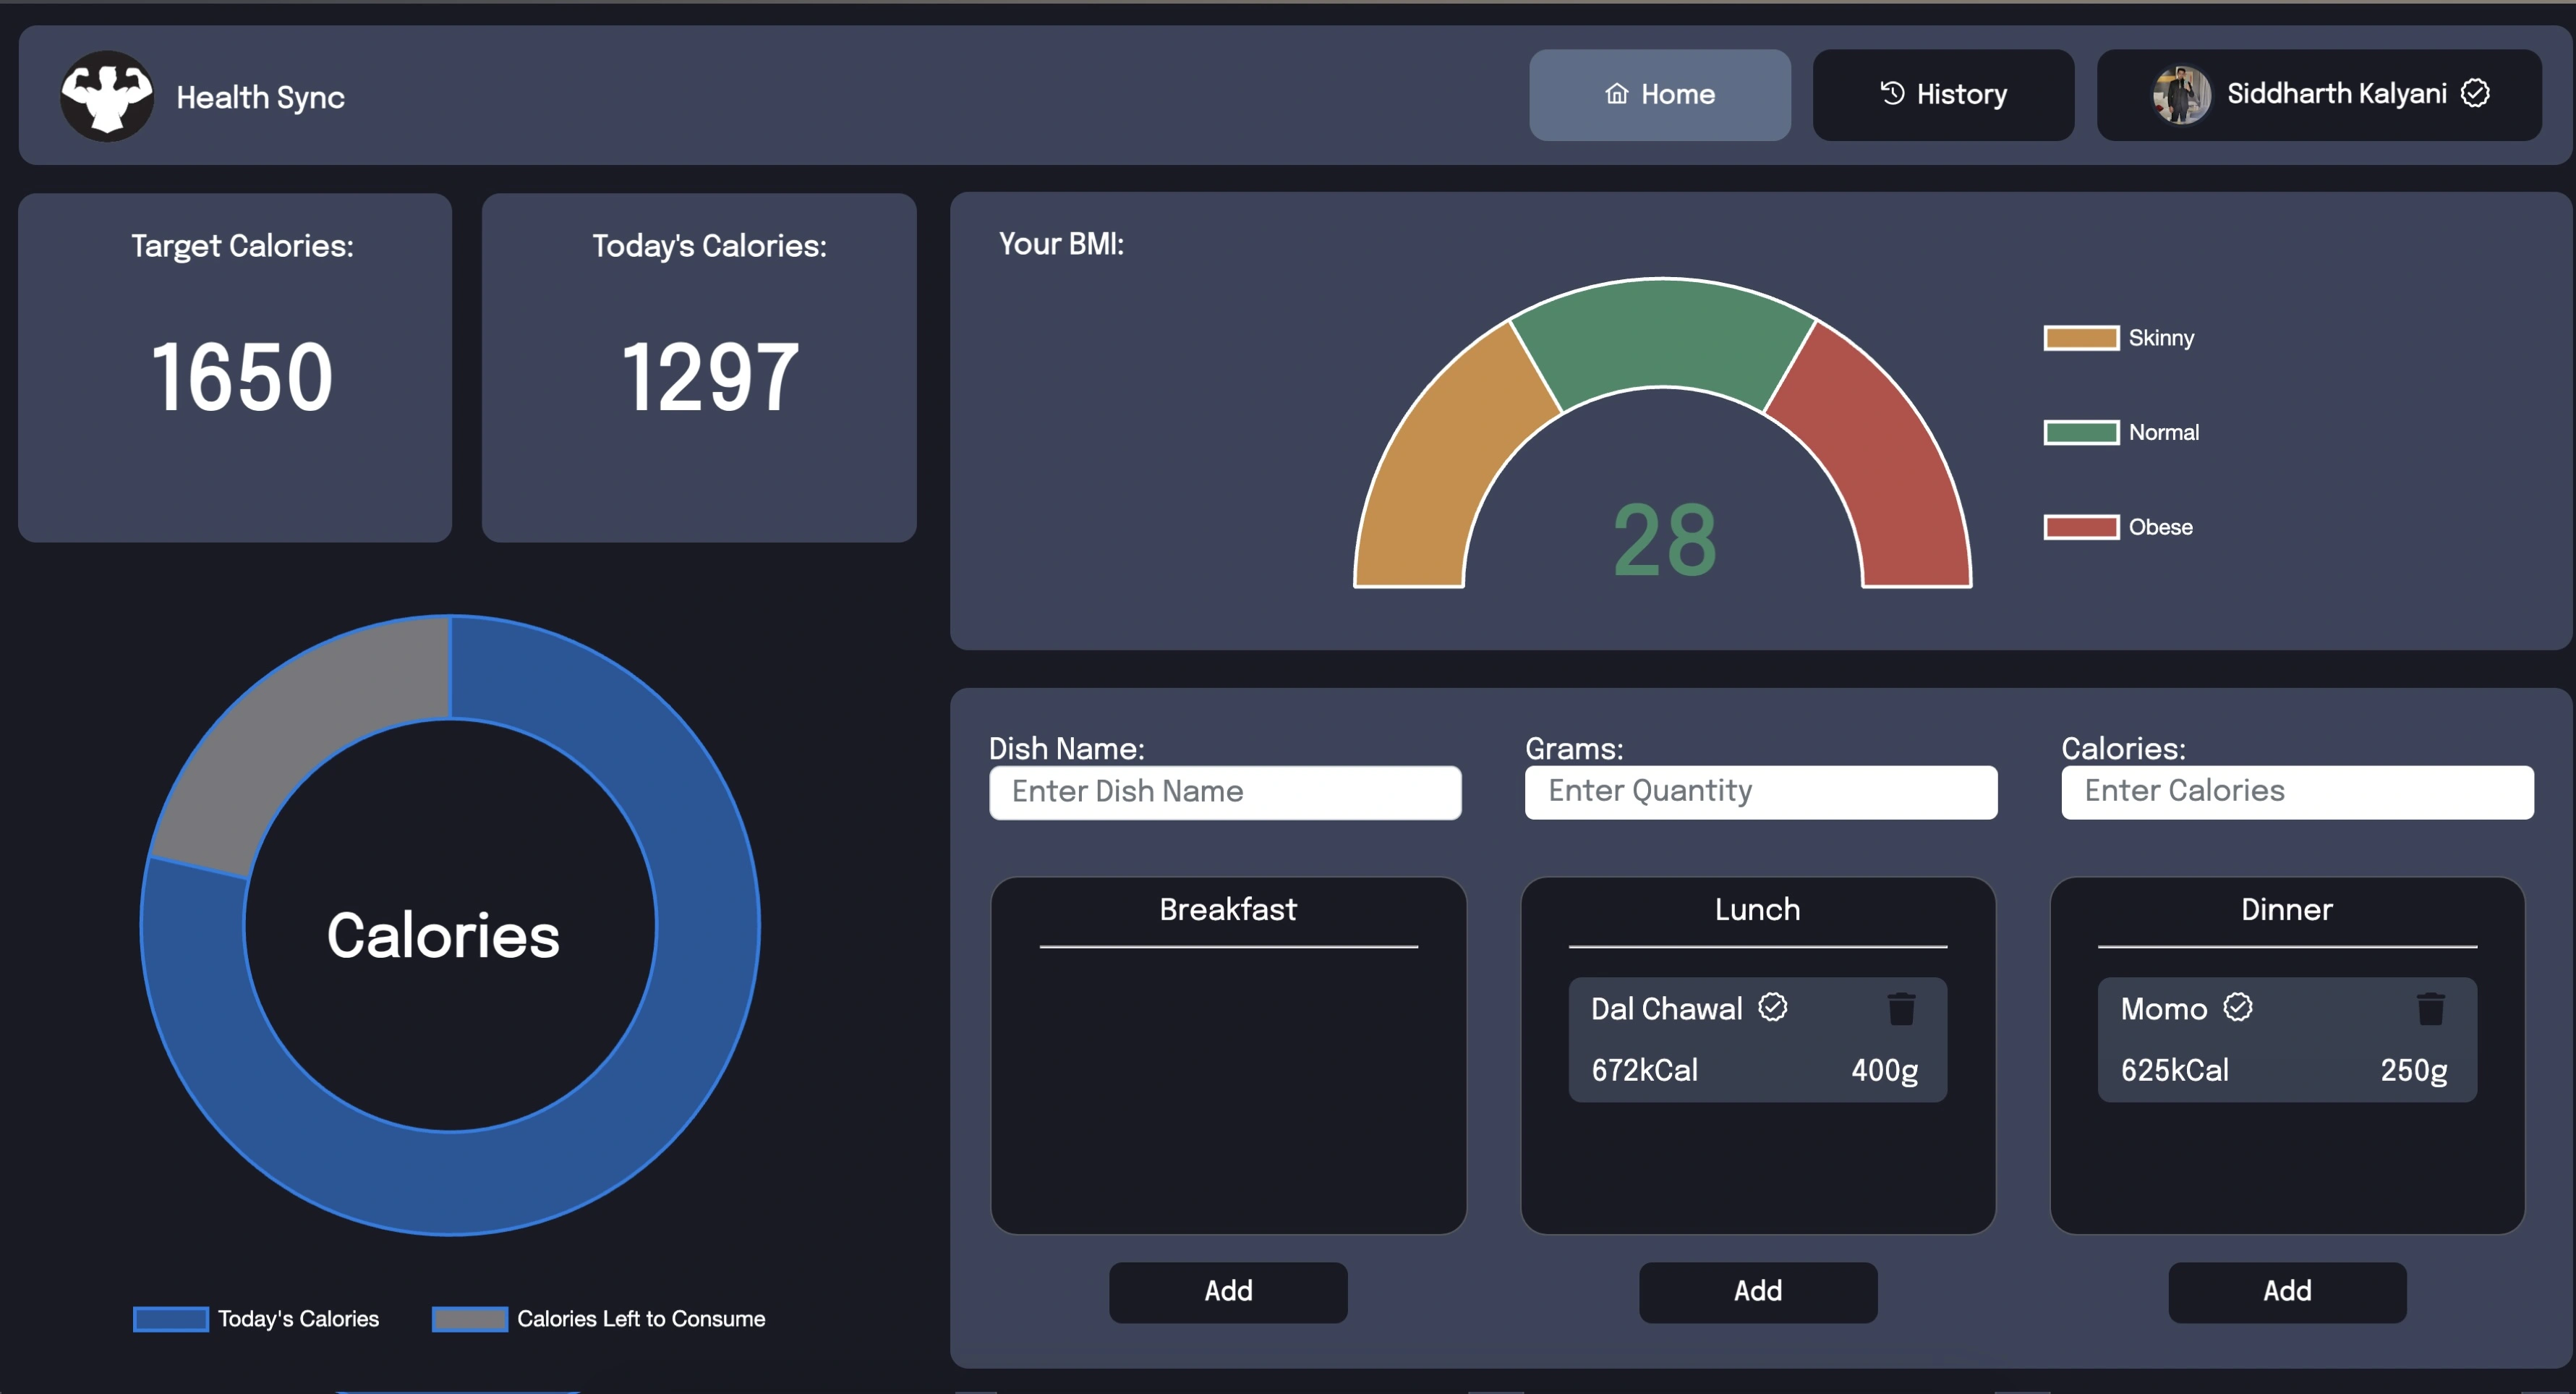 Health Sync
Home
History
Siddharth Kalyani
Target Calories:
1650
Today's Calories:
1297
Your BMI:
28
Skinny
Normal
Obese
Calories
Today's Calories
Calories Left to Consume
Dish Name:
Enter Dish Name
Grams:
Enter Quantity
Calories:
Enter Calories
Breakfast
Add
Lunch
Dal Chawal
672kCal 400g
Add
Dinner
Momo
625kCal 250g
Add